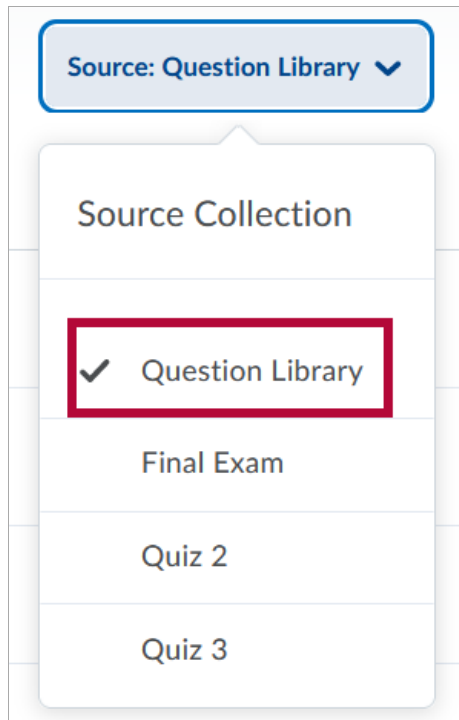 Source: Question Library
Source Collection
Question Library
Final Exam
Quiz 2
Quiz 3